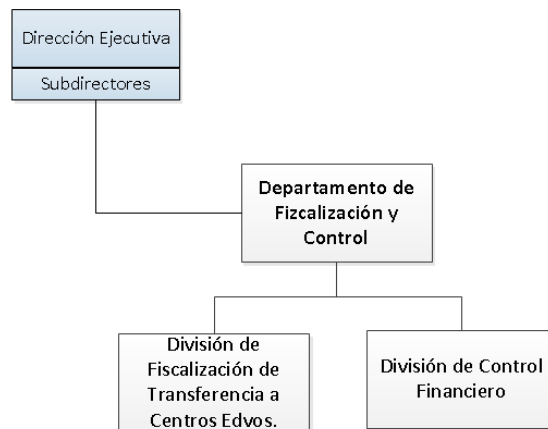 Dirección Ejecutiva
Subdirectores
Departamento de
Fizcalización y
Control
División de
Fiscalización de
Transferencia a
Centros Edvos.
División de Control
Financiero